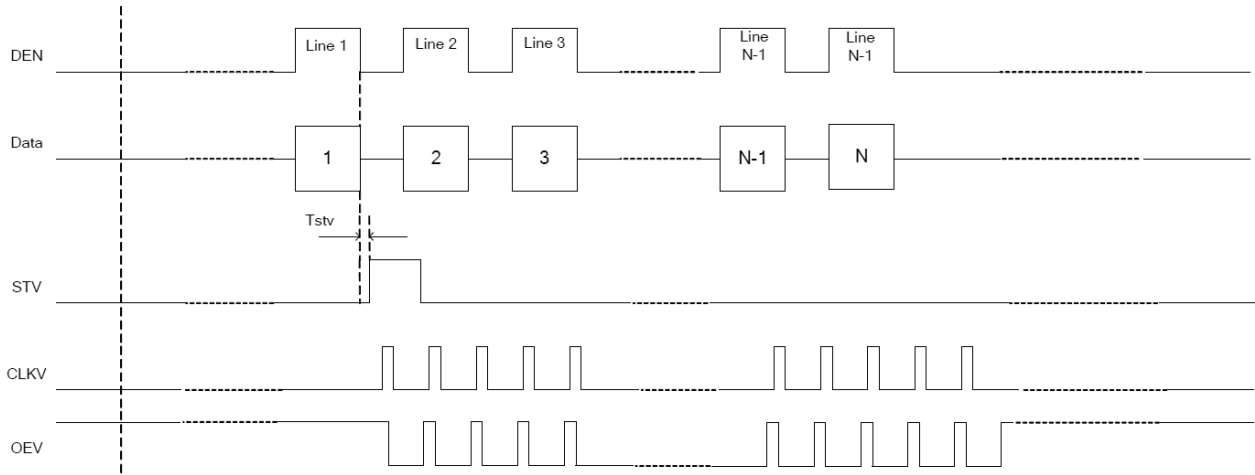 DEN
Line 1
Line 2
Line 3
Line
N-1
Line
N-1
Data
1
2
3
N-1
N
Tstv
STV
CLKV
OEV